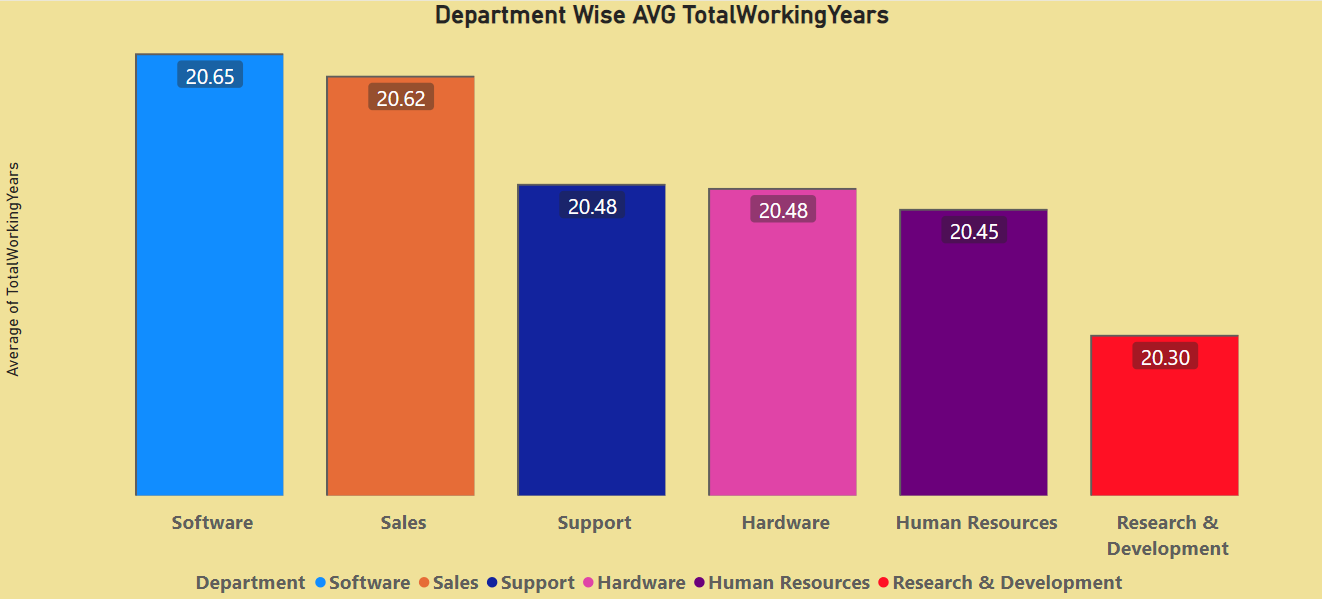 Department Wise AVG TotalWorkingYears
Average of TotalWorkingYears
20.65
20.62
20.48
20.48
20.45
20.30
Software
Sales
Support
Hardware
Human Resources
Research &
Development
Department Software Sales Support Hardware Human Resources Research & Development